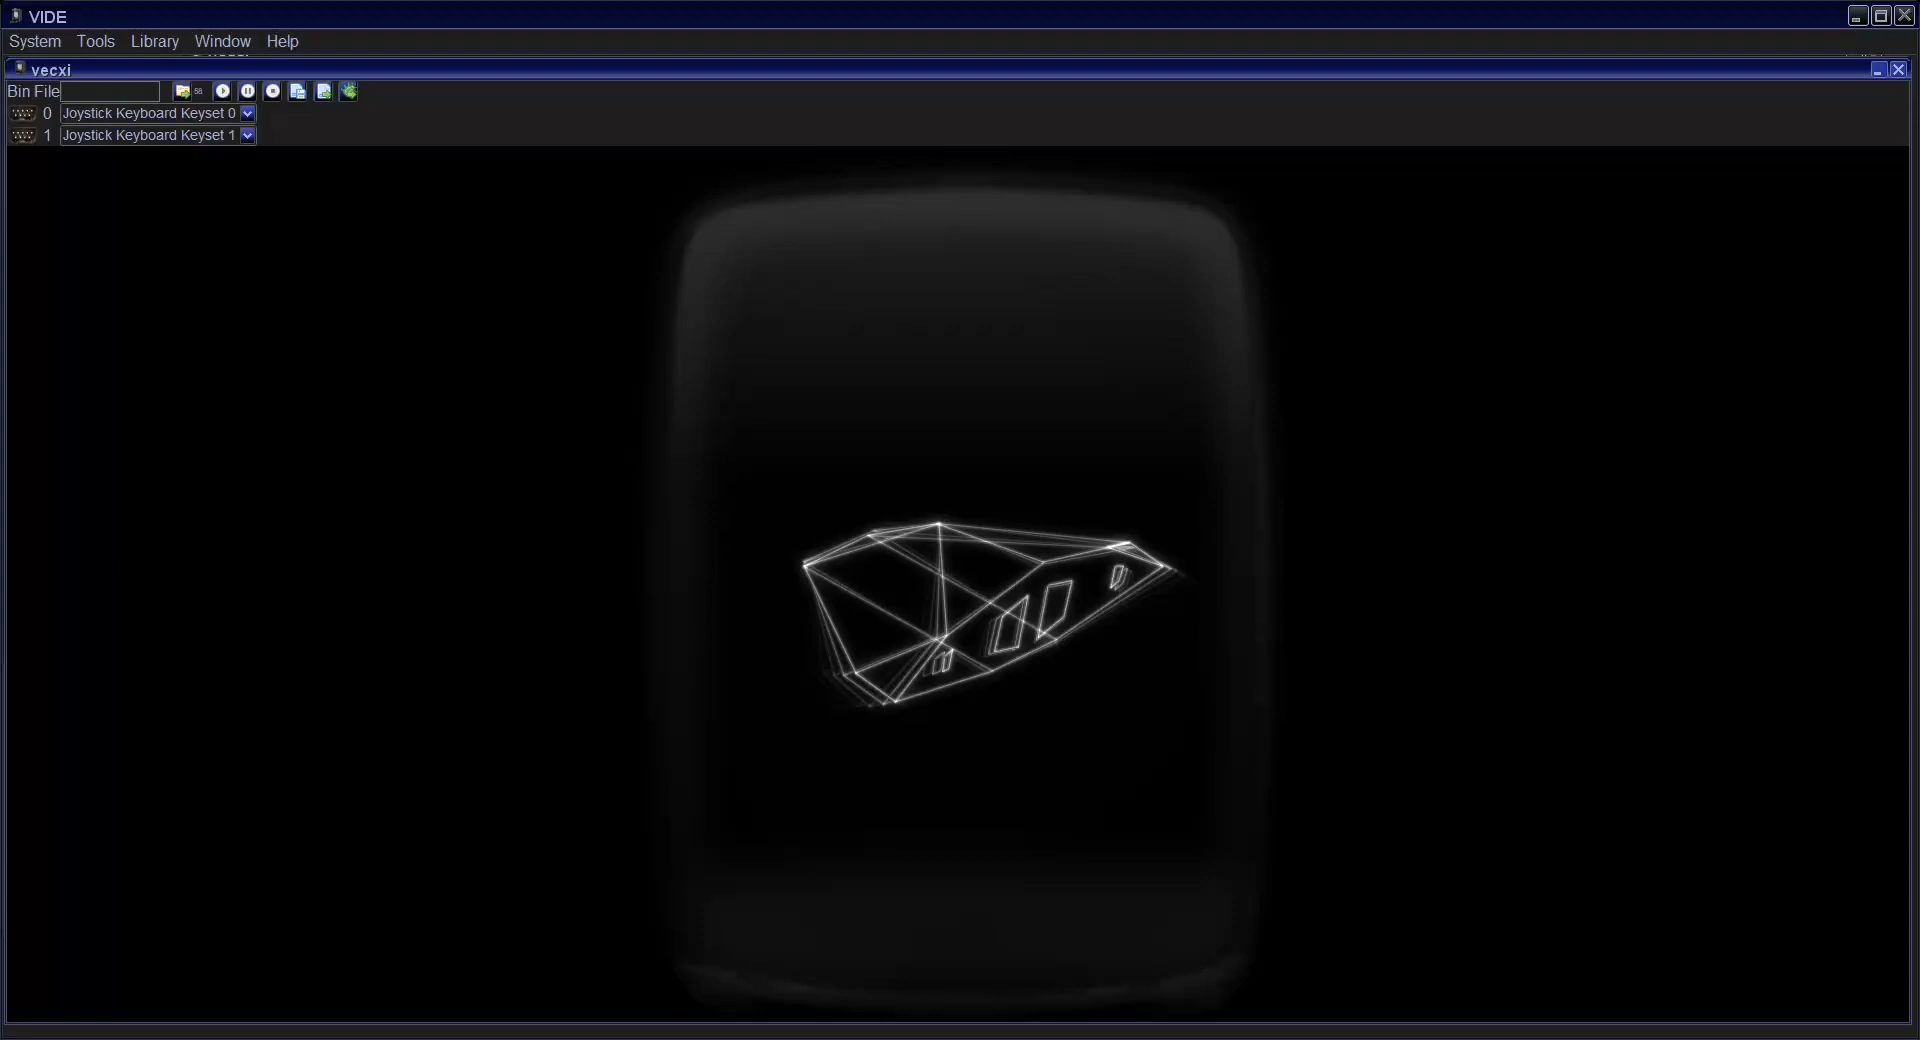 VIDE
System Tools Library Window Help
vecxi
Bin File 58
0 Joystick Keyboard Keyset 0
1 Joystick Keyboard Keyset 1